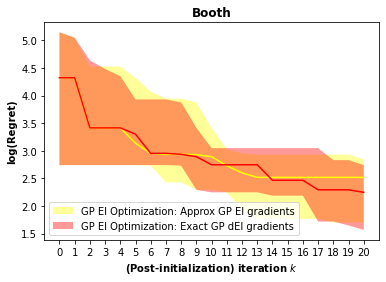 Booth
log(Regret)
5.0
4.5
4.0
3.5
3.0
2.5
2.0
1.5
GP EI Optimization: Approx GP EI gradients
GP EI Optimization: Exact GP dEI gradients
0 1 2 3 4 5 6 7 8 9 10 11 12 13 14 15 16 17 18 19 20
(Post-initialization) iteration k